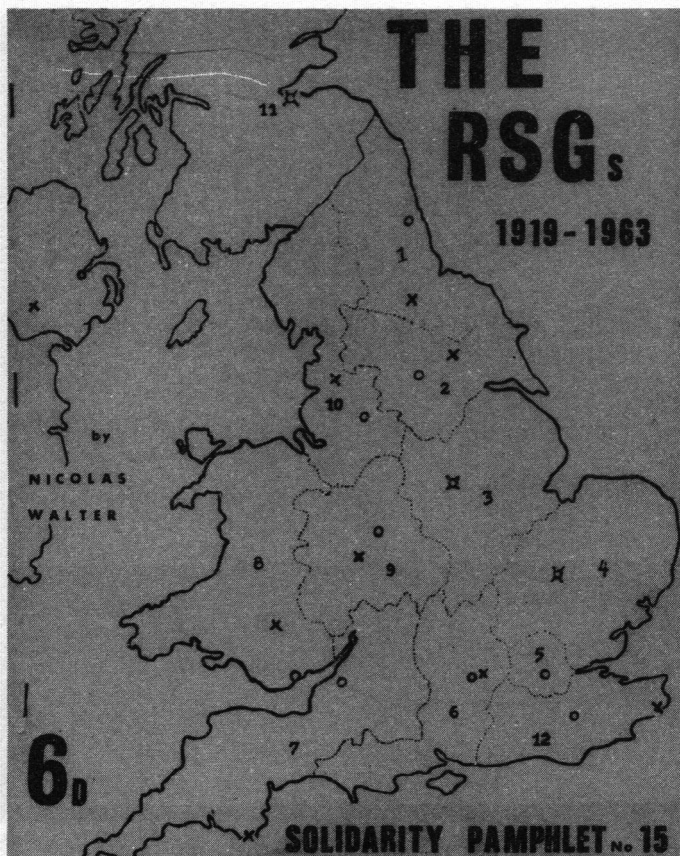 THE
RSGs
1919-1963
11
1
2
10
by
NICOLAS
WALTER
3
8
9
4
5
6
7
12
6D
SOLIDARITY PAMPHLET No 15